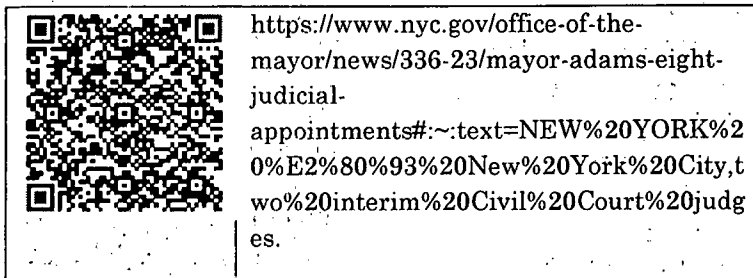 https://www.nyc.gov/office-of-the-
mayor/news/336-23/mayor-adams-eight-
judicial-
appointments#:~:text=NEW%20YORK%2
0%E2%80%93%20New%20York%20City,t
wo%20interim%20Civil%20Court%20judg
es.